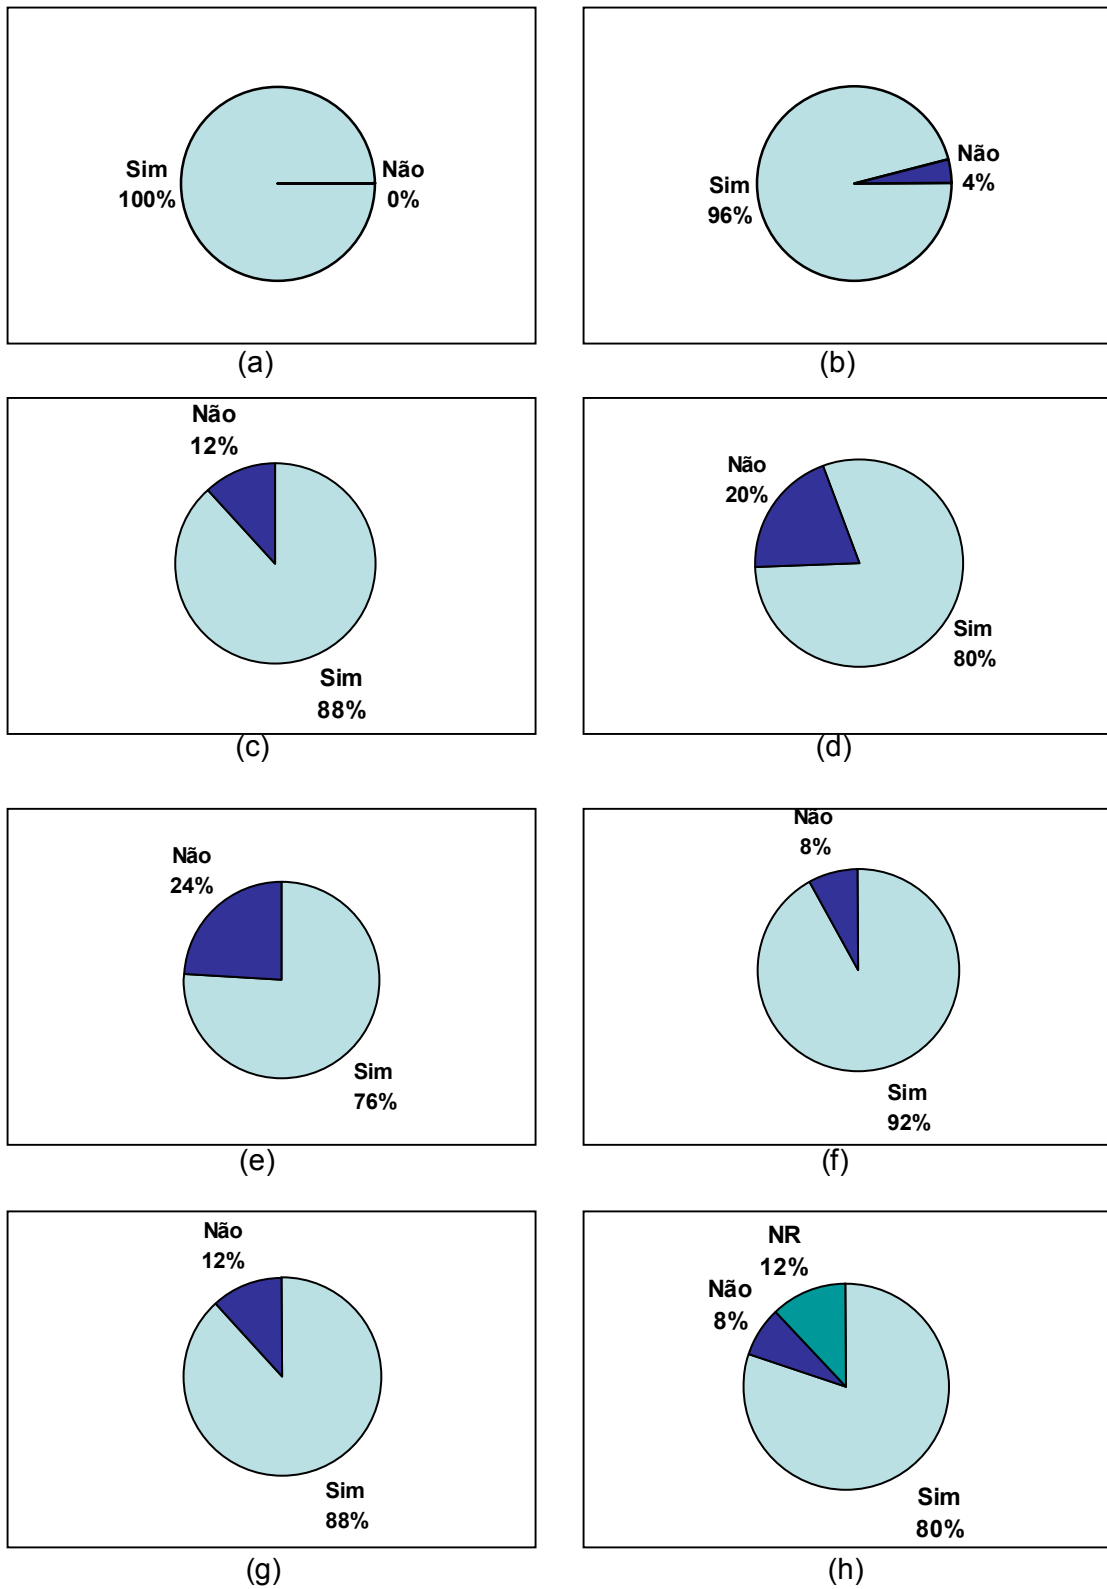 Sim
100%
Não
0%
(a)
Sim
96%
Não
4%
(b)
Não
12%
Sim
88%
(c)
Não
20%
Sim
80%
(d)
Não
24%
Sim
76%
(e)
Não
8%
Sim
92%
(f)
Não
12%
Sim
88%
(g)
NR
12%
Não
8%
Sim
80%
(h)